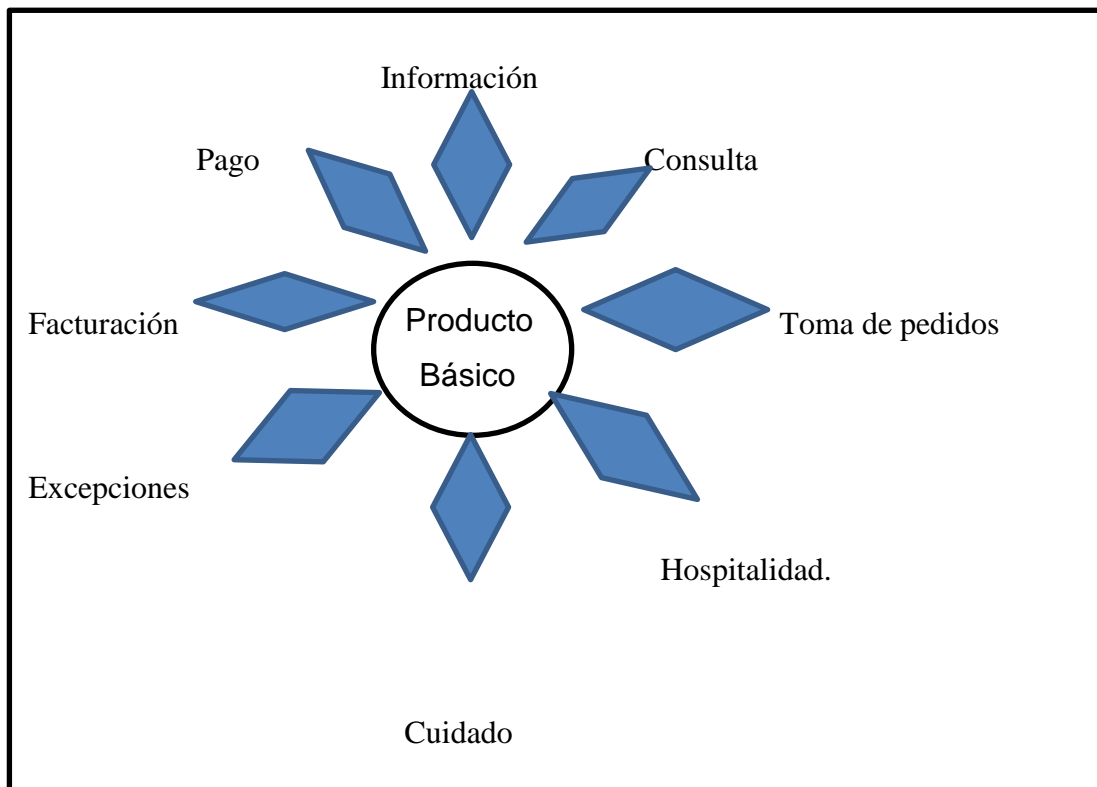 Información
Pago
Consulta
Facturación
Producto
Básico
Toma de pedidos
Excepciones
Hospitalidad.
Cuidado